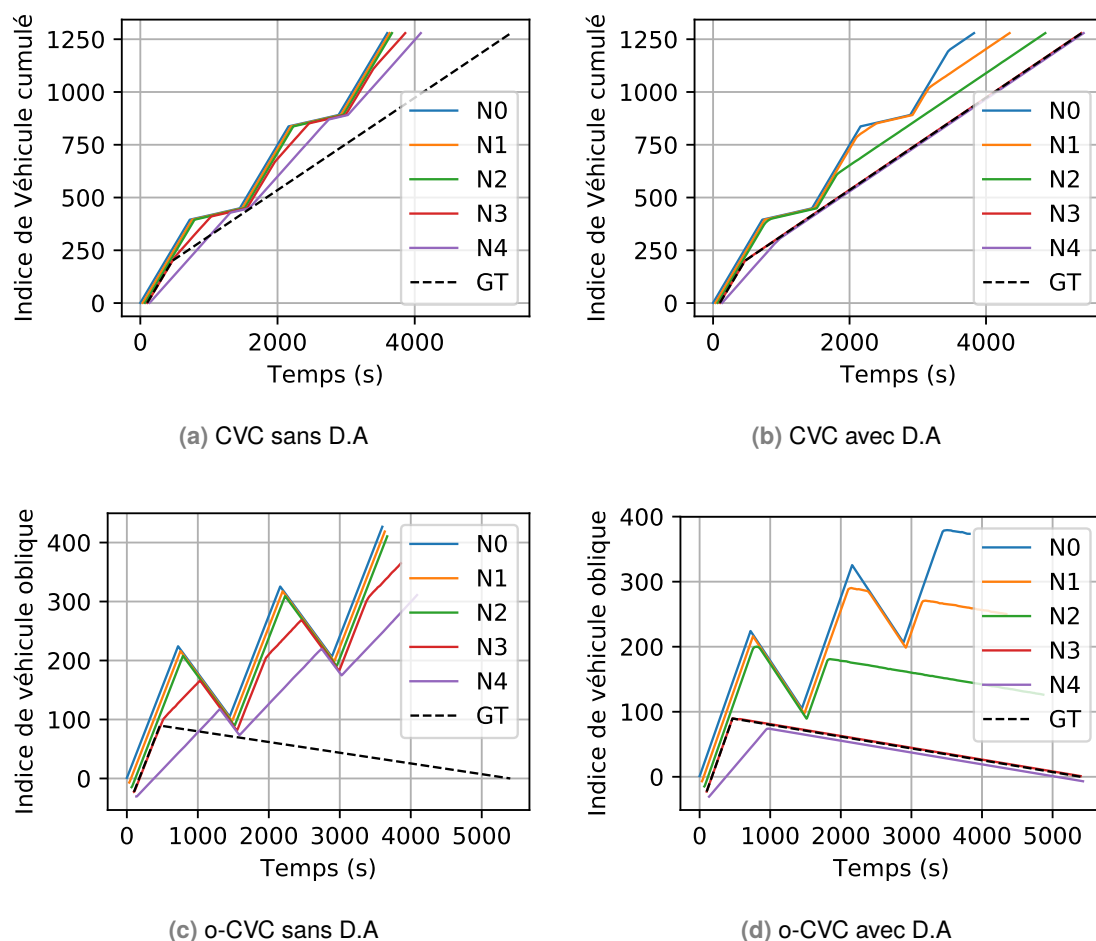 Indice de Véhicule cumulé
1250
1000
750
500
250
0
N0
N1
N2
N3
N4
GT
0
2000
4000
Temps (s)
(a) CVC sans D.A
Indice de Véhicule cumulé
1250
1000
750
500
250
0
N0
N1
N2
N3
N4
GT
0
2000
4000
Temps (s)
(b) CVC avec D.A
Indice de véhicule oblique
400
300
200
100
0
N0
N1
N2
N3
N4
GT
0
1000
2000
3000
4000
5000
Temps (s)
(c) o-CVC sans D.A
Indice de véhicule oblique
400
300
200
100
0
N0
N1
N2
N3
N4
GT
0
1000
2000
3000
4000
5000
Temps (s)
(d) o-CVC avec D.A